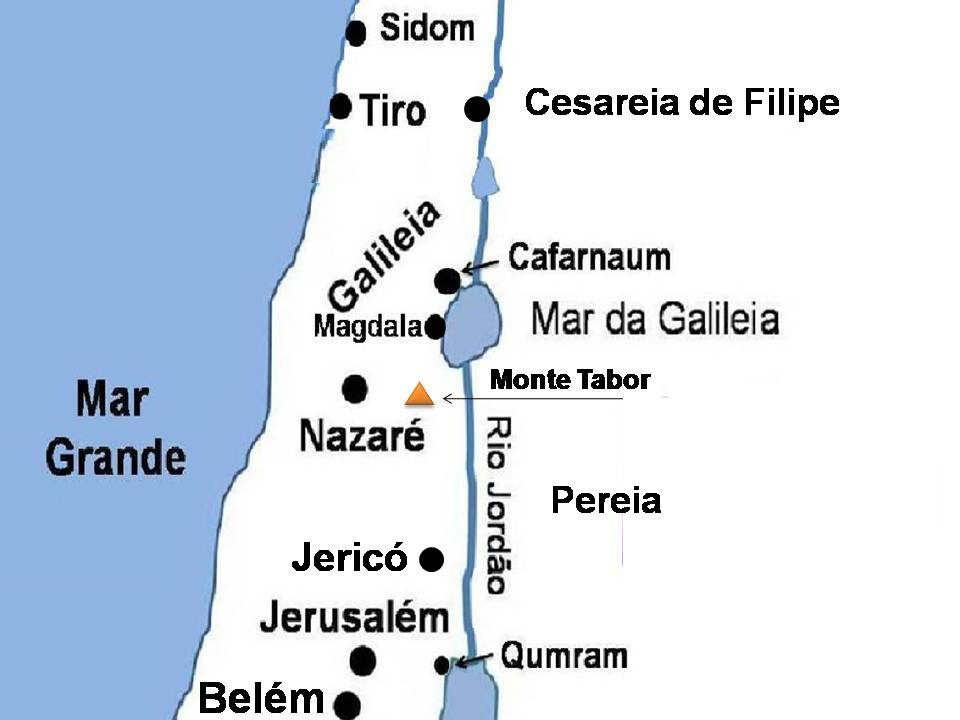 Sidom
Tiro
Cesareia de Filipe
Galileia
Cafarnaum
Magdala
Mar da Galileia
Monte Tabor
Mar
Grande
Nazaré
Rio Jordão
Pereia
Jericó
Jerusalém
Qumram
Belém